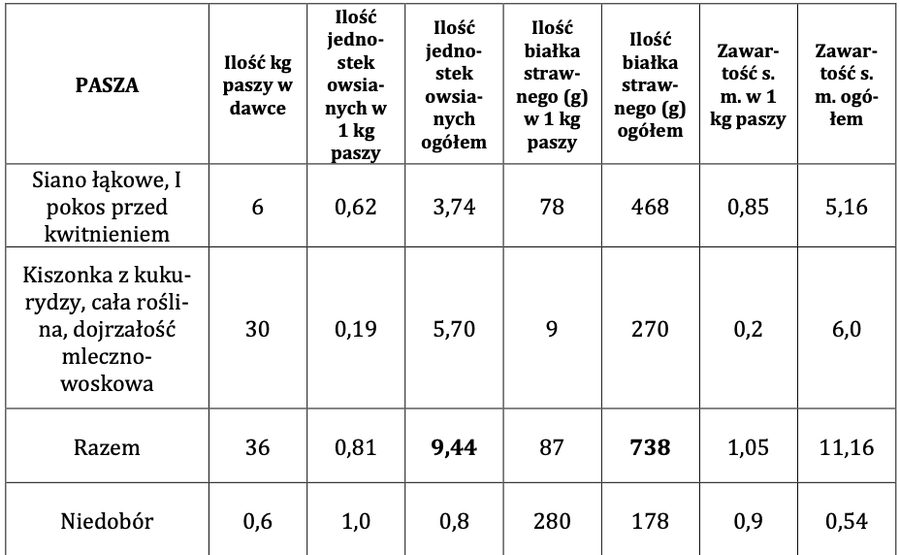 PASZA
Ilość kg
paszy w
dawce
Ilość
jedno-
stek
owsia-
nych w
1 kg
paszy
Ilość
jedno-
stek
owsia-
nych
ogółem
Ilość
białka
straw-
nego (g)
w 1 kg
paszy
Ilość
białka
straw-
nego (g)
ogółem
Zawar-
tość s.
m. w 1
kg paszy
Zawar-
tość s.
m. ogó-
łem
Siano łąkowe, I
pokos przed
kwitnieniem
6 0,62 3,74 78 468 0,85 5,16
Kiszonka z kuku-
rydzy, cała rośli-
na, dojrzałość
mleczno-
woskowa
30 0,19 5,70 9 270 0,2 6,0
Razem 36 0,81 9,44 87 738 1,05 11,16
Niedobór 0,6 1,0 0,8 280 178 0,9 0,54